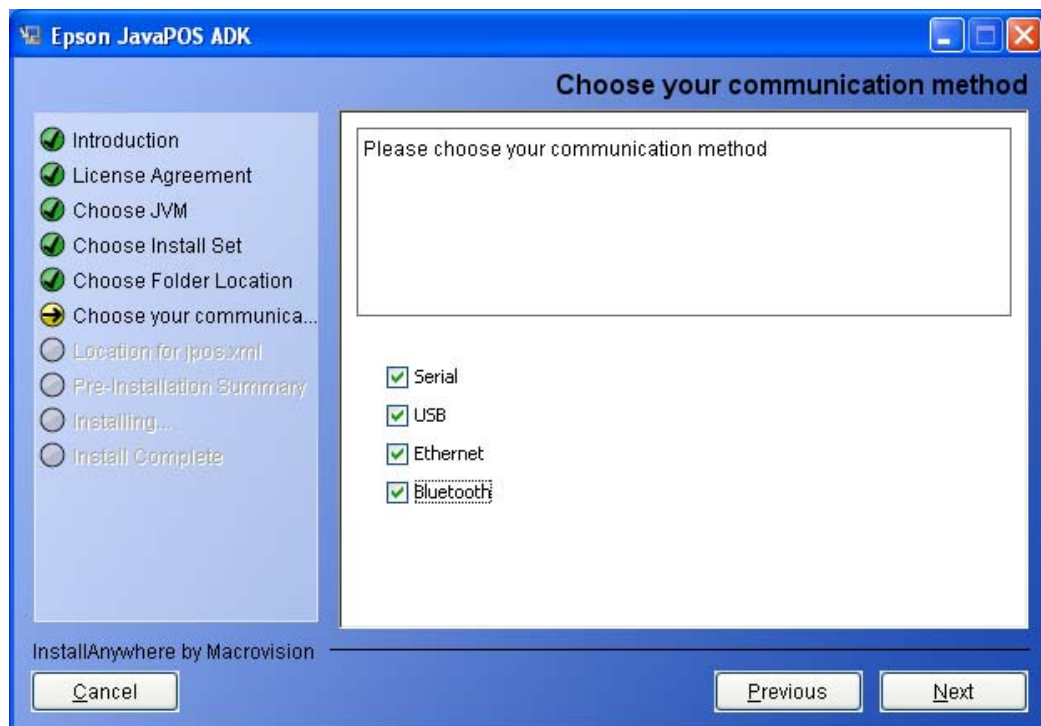 Epson JavaPOS ADK
Choose your communication method
Introduction
License Agreement
Choose JVM
Choose Install Set
Choose Folder Location
Choose your communica...
Location for jpos.xml
Pre-Installation Summary
Installing...
Install Complete
Please choose your communication method
Serial
USB
Ethernet
Bluetooth
InstallAnywhere by Macrovision
Cancel
Previous
Next